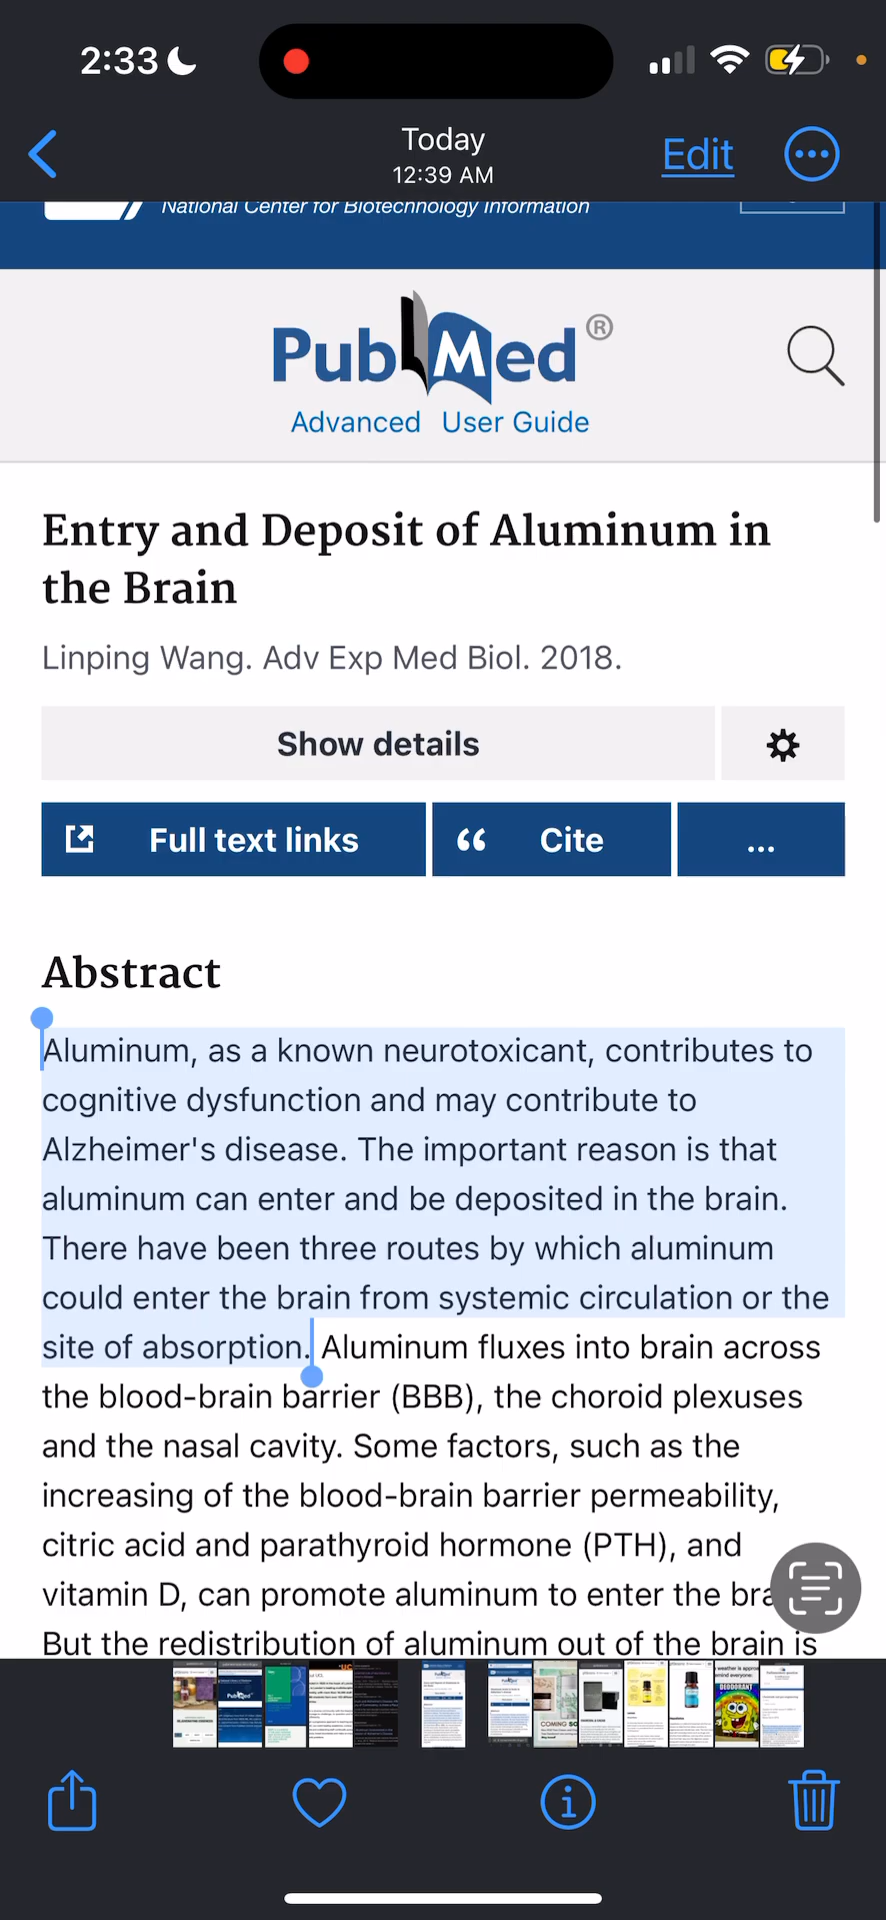 2:33
Today
12:39 AM
Edit
National Center for Biotechnology Information
PubMed®
Advanced User Guide
Entry and Deposit of Aluminum in
the Brain
Linping Wang. Adv Exp Med Biol. 2018.
Show details
Full text links
Cite
...
Abstract
Aluminum, as a known neurotoxicant, contributes to
cognitive dysfunction and may contribute to
Alzheimer's disease. The important reason is that
aluminum can enter and be deposited in the brain.
There have been three routes by which aluminum
could enter the brain from systemic circulation or the
site of absorption. Aluminum fluxes into brain across
the blood-brain barrier (BBB), the choroid plexuses
and the nasal cavity. Some factors, such as the
increasing of the blood-brain barrier permeability,
citric acid and parathyroid hormone (PTH), and
vitamin D, can promote aluminum to enter the
But the redistribution of aluminum out of the brain is
PubMed
COMING
DEODORANT